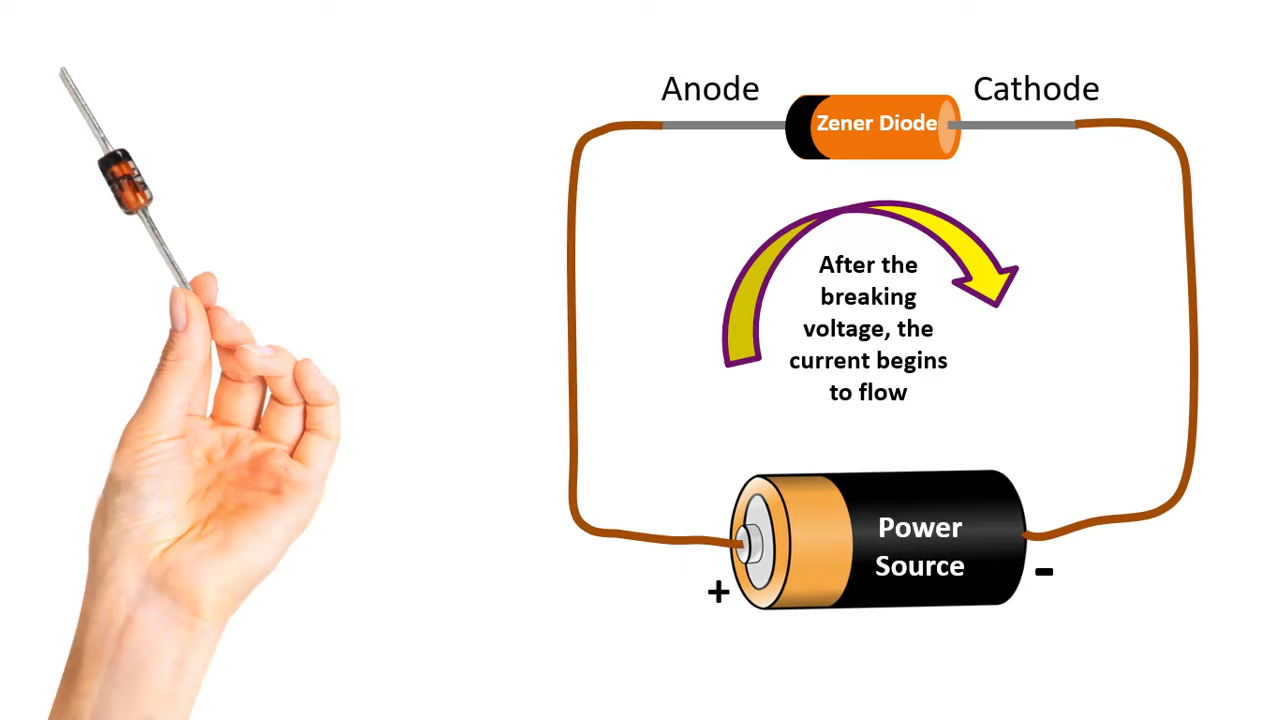 Anode
Cathode
Zener Diode
After the
breaking
voltage, the
current begins
to flow
Power
Source
+
-